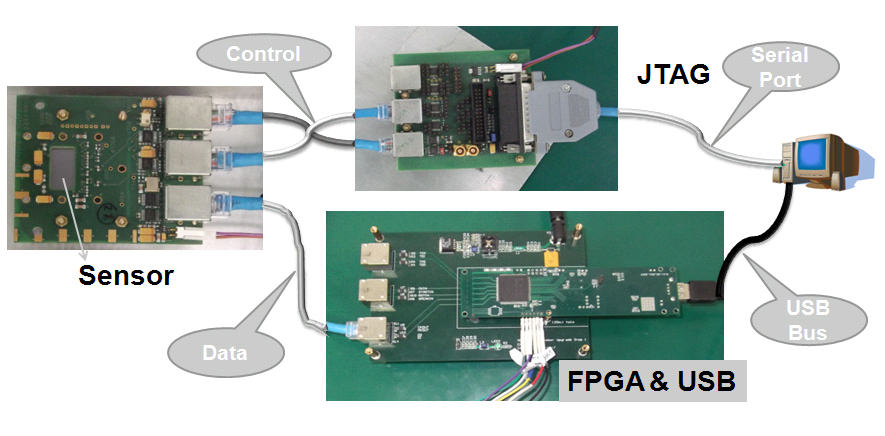 Control
JTAG
Serial
Port
Sensor
Data
USB
Bus
FPGA & USB